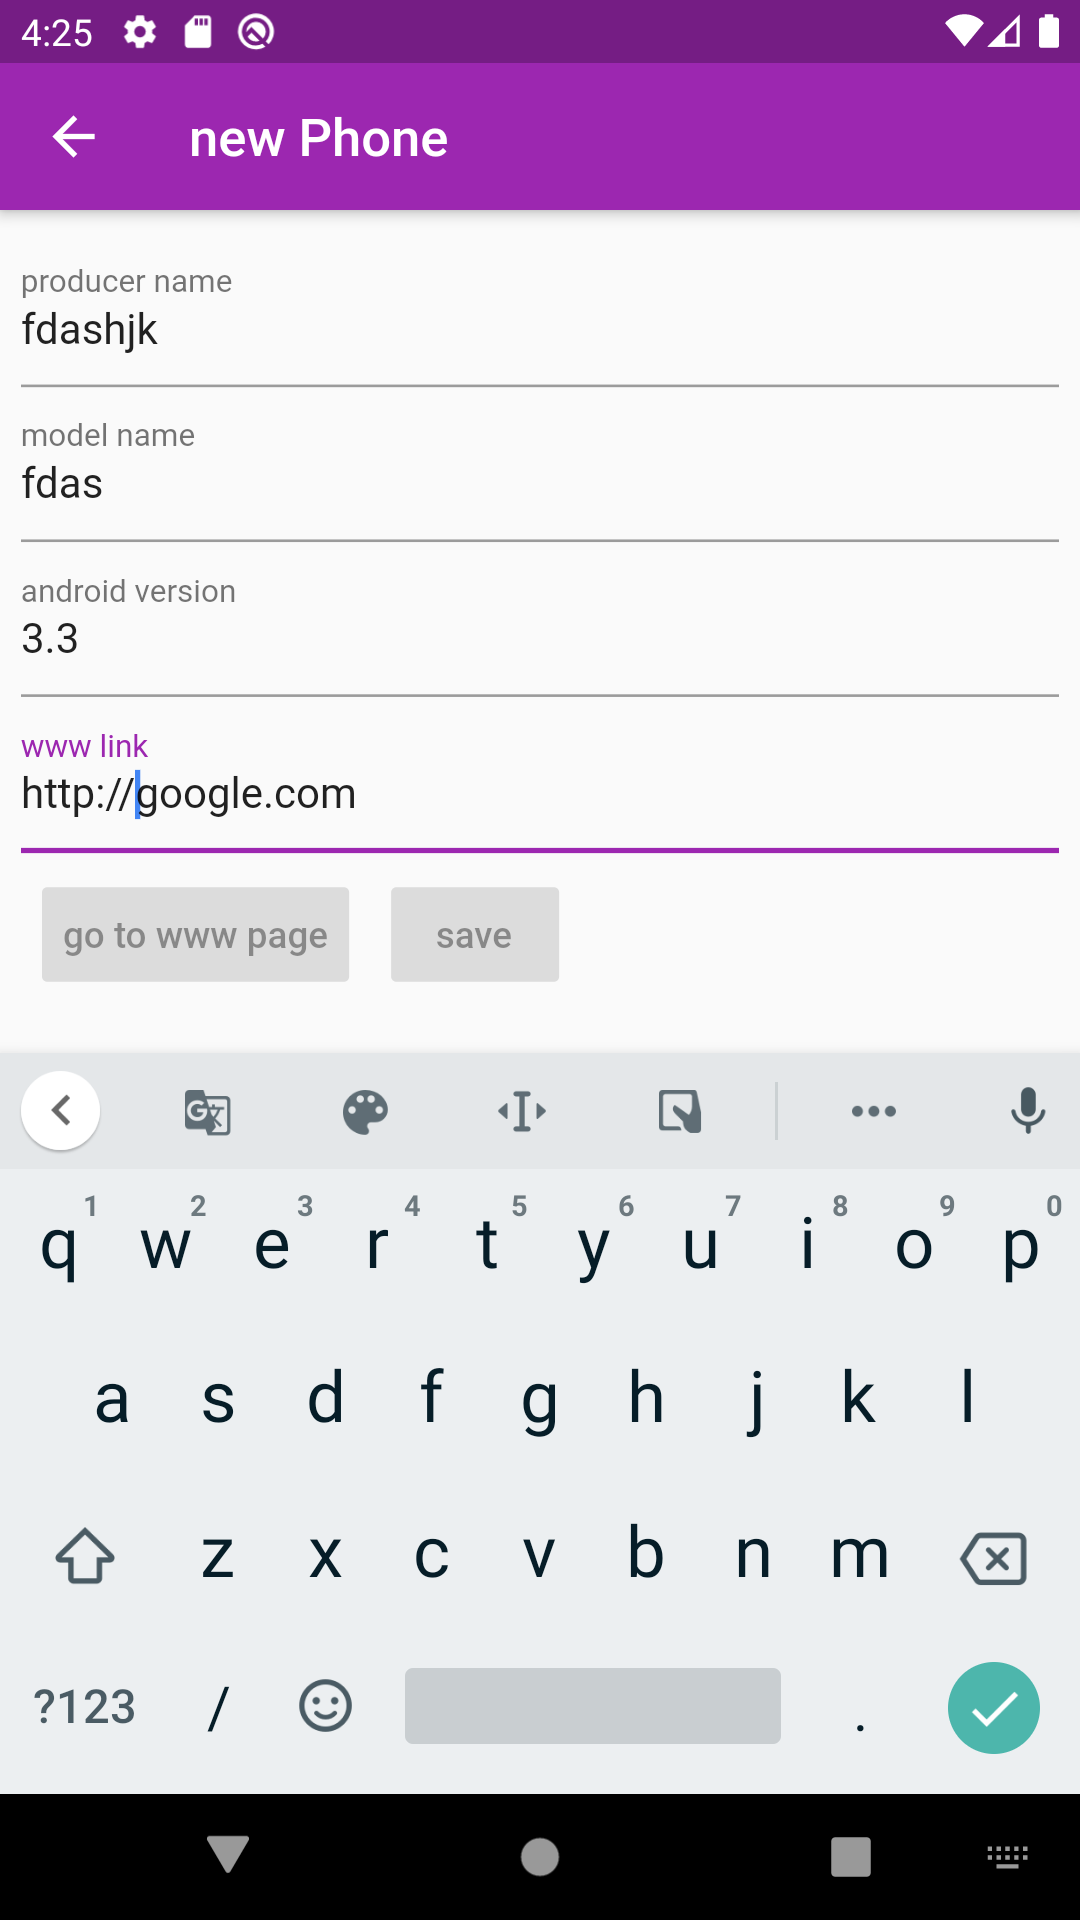 4:25
new Phone
producer name
fdashjk
model name
fdas
android version
3.3
www link
http://google.com
go to www page save
G 文
1 2 3 4 5 6 7 8 9 0
q w e r t y u i o p
a s d f g h j k l
z x c v b n m
?123 / .